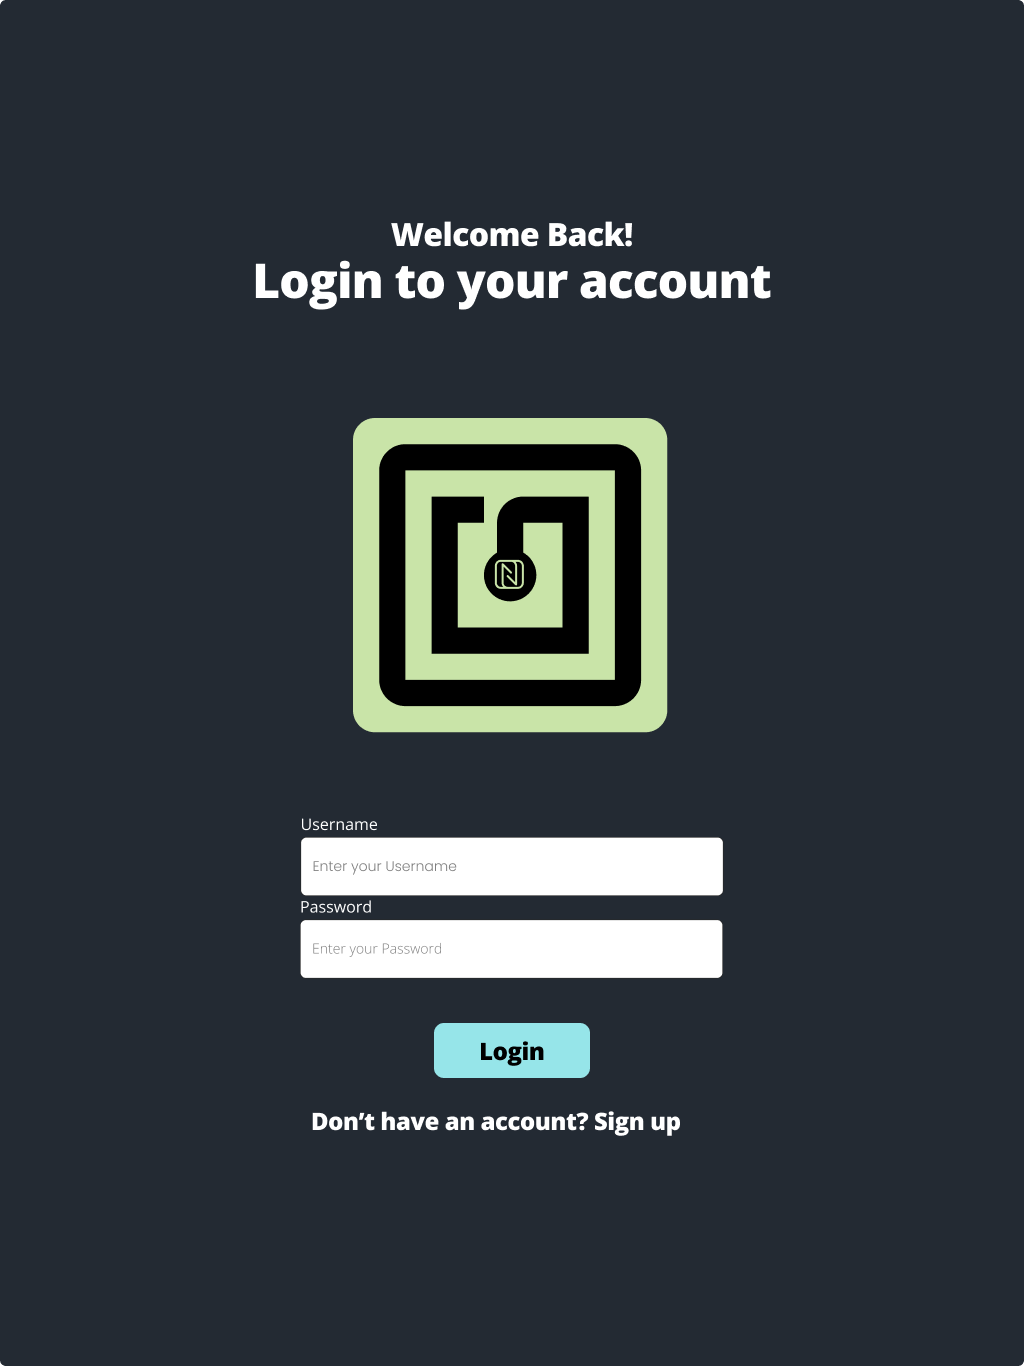 Welcome Back!
Login to your account
Username
Enter your Username
Password
Enter your Password
Login
Don’t have an account? Sign up